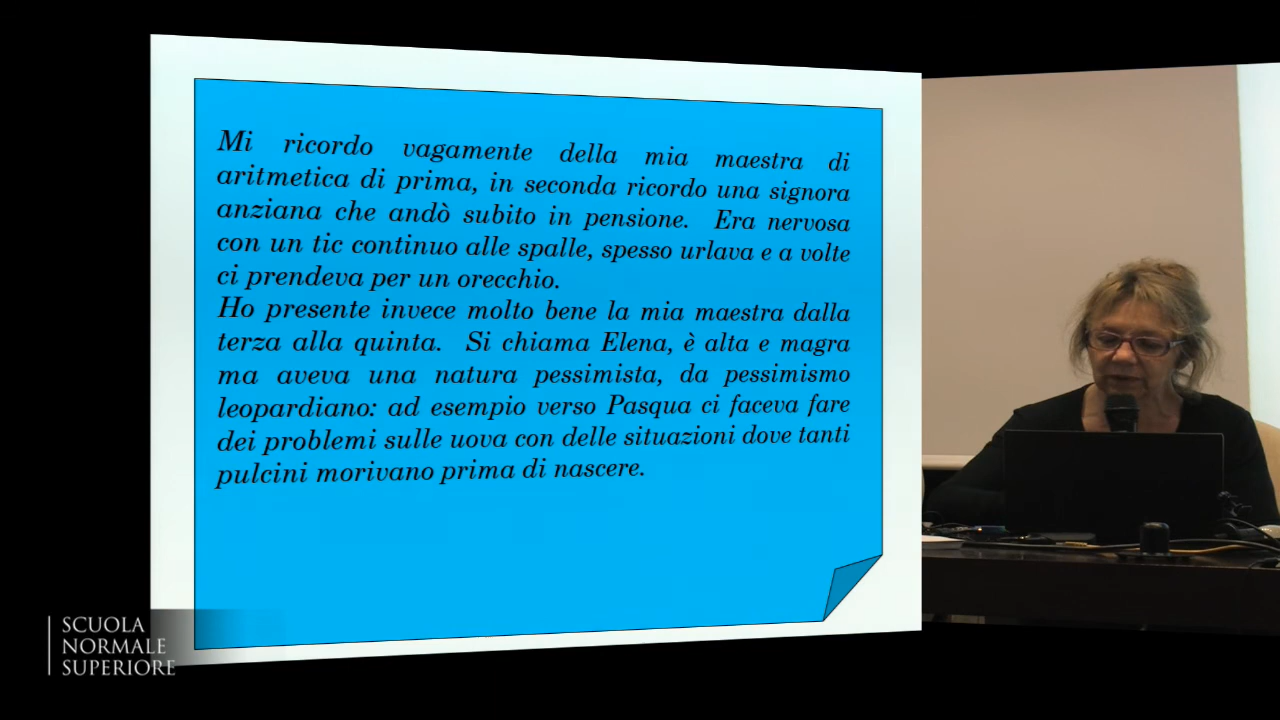 Mi ricordo vagamente della mia maestra di
aritmetica di prima, in seconda ricordo una signora
anziana che andò subito in pensione. Era nervosa
con un tic continuo alle spalle, spesso urlava e a volte
ci prendeva per un orecchio.
Ho presente invece molto bene la mia maestra dalla
terza alla quinta. Si chiama Elena, è alta e magra
ma aveva una natura pessimista, da pessimismo
leopardiano: ad esempio verso Pasqua ci faceva fare
dei problemi sulle uova con delle situazioni dove tanti
pulcini morivano prima di nascere.
SCUOLA
NORMALE
SUPERIORE